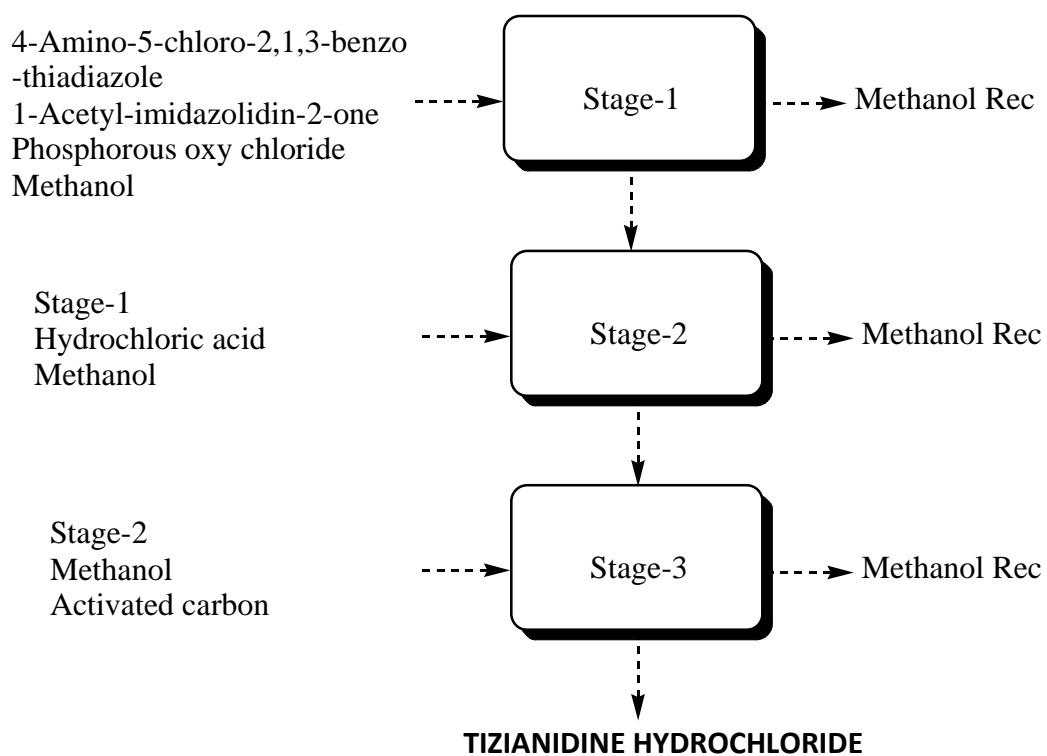 4-Amino-5-chloro-2,1,3-benzo
-thiadiazole
1-Acetyl-imidazolidin-2-one
Phosphorous oxy chloride
Methanol
Stage-1
Methanol Rec
Stage-1
Hydrochloric acid
Methanol
Stage-2
Methanol Rec
Stage-2
Methanol
Activated carbon
Stage-3
Methanol Rec
TIZIANIDINE HYDROCHLORIDE